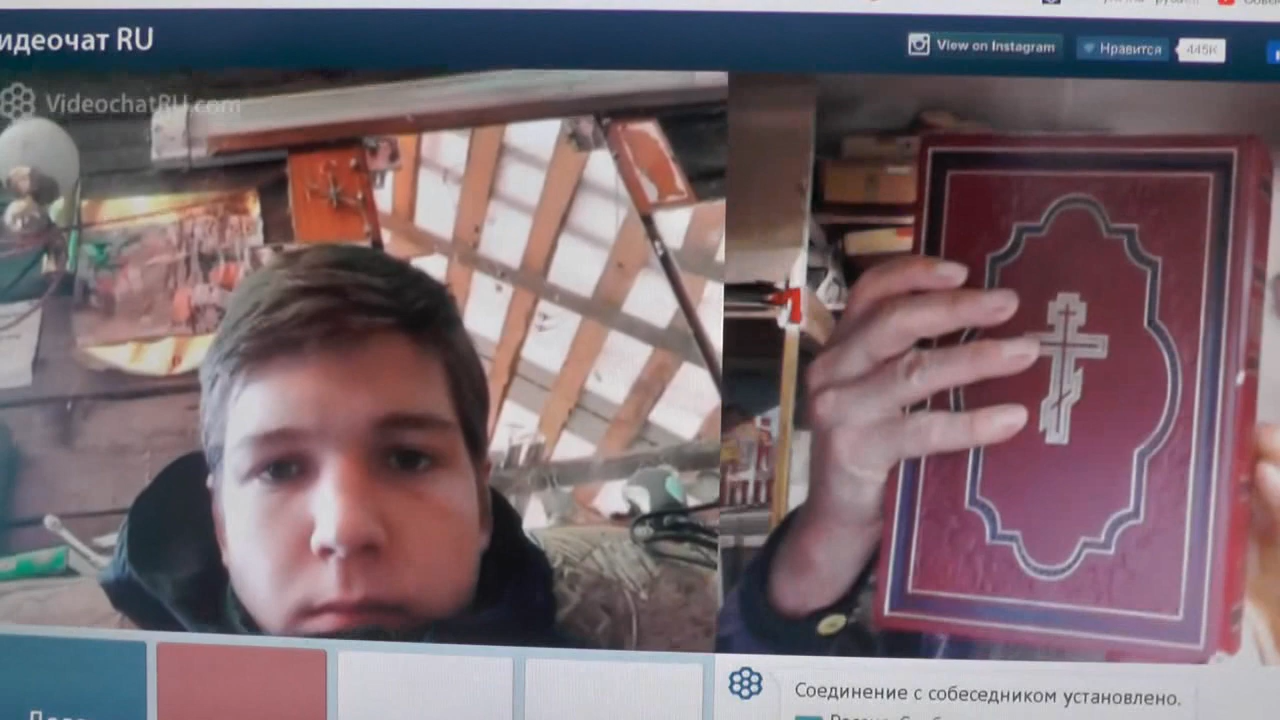 идеочат RU
View on Instagram
Нравится
445K
VideochatRU.com
Соединение с собеседником установлено.